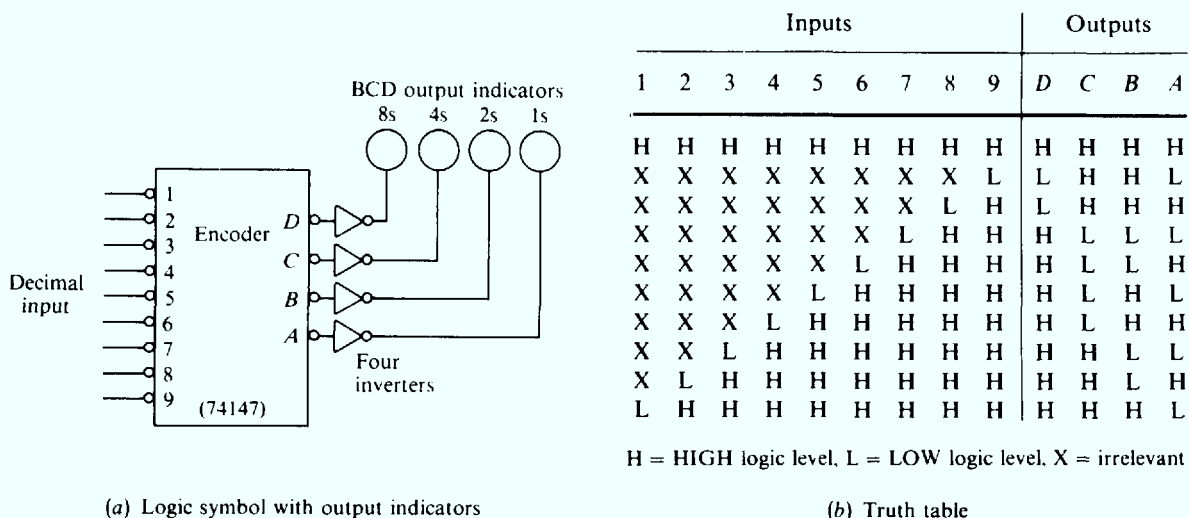 BCD output indicators
8s 4s 2s 1s
1
2
3
4
5
6
7
8
9
Encoder
D
C
B
A
(74147)
Decimal
input
Four
inverters
(a) Logic symbol with output indicators
Inputs Outputs
1 2 3 4 5 6 7 8 9 D C B A
H H H H H H H H H H H H H
X X X X X X X X L L H H L
X X X X X X X L H L H H H
X X X X X X L H H H L L L
X X X X X L H H H H L L H
X X X X L H H H H H L H L
X X X L H H H H H H L H H
X X L H H H H H H H H L L
X L H H H H H H H H H L H
L H H H H H H H H H H H L
H = HIGH logic level, L = LOW logic level, X = irrelevant
(b) Truth table